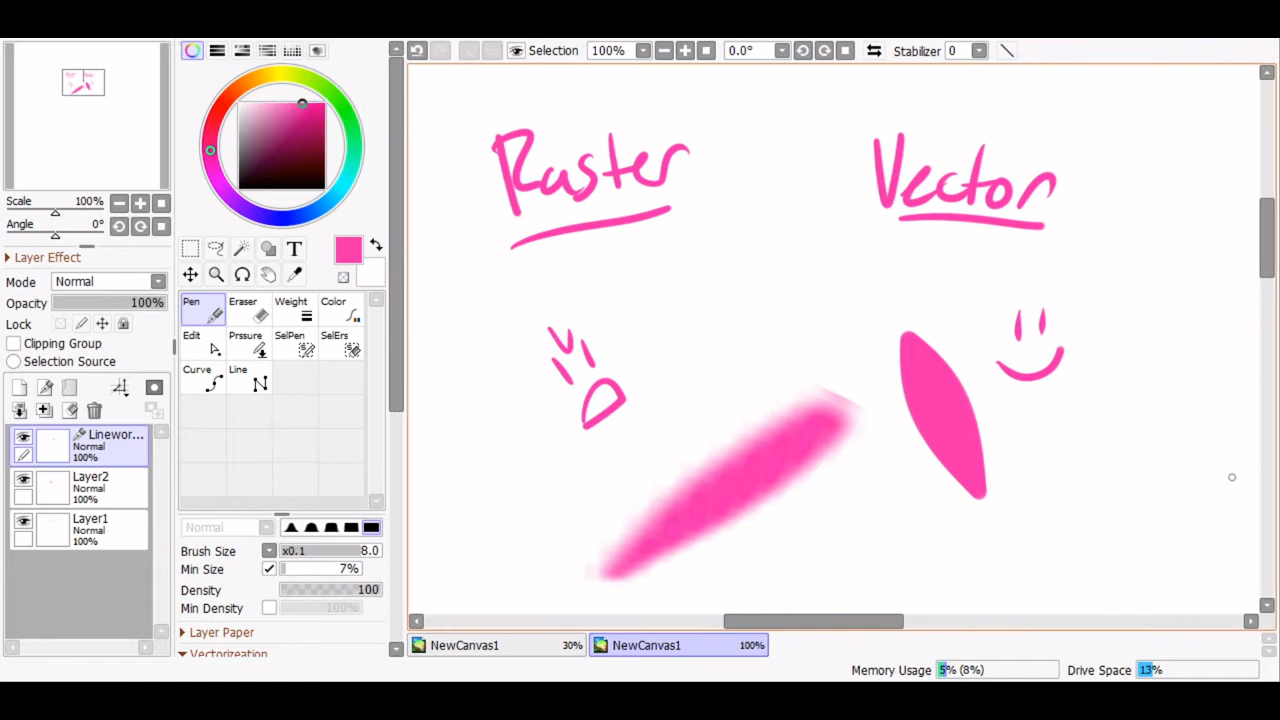 Selection 100% 0.0° Stabilizer 0
Raster Vector
Scale 100%
Angle 0°
Layer Effect
Mode Normal
Opacity 100%
Lock
Clipping Group
Selection Source
T
Pen Eraser Weight Color
Edit Prssure SelPen SelErs
Curve Line
Linewor...
Normal
100%
Layer2
Normal
100%
Layer1
Normal
100%
Normal
Brush Size x0.1 8.0
Min Size 7%
Density 100
Min Density 100%
Layer Paper
Vectorization
NewCanvas1 30% NewCanvas1 100%
Memory Usage 5% (8%) Drive Space 13%